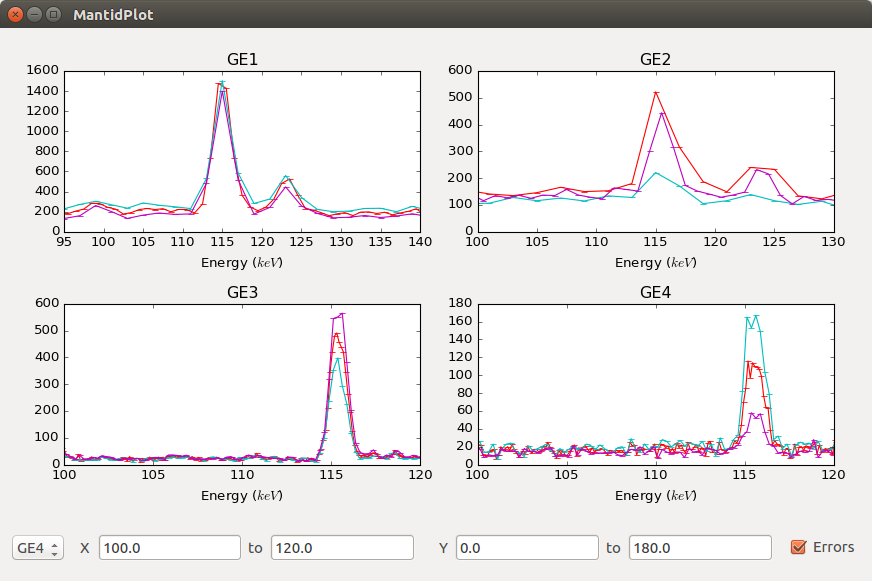 MantidPlot
GE1
1600
1400
1200
1000
800
600
400
200
0
95 100 105 110 115 120 125 130 135 140
Energy (keV)
GE2
600
500
400
300
200
100
0
100 105 110 115 120 125 130
Energy (keV)
GE3
600
500
400
300
200
100
0
100 105 110 115 120
Energy (keV)
GE4
180
160
140
120
100
80
60
40
20
0
100 105 110 115 120
Energy (keV)
GE4 X 100.0 to 120.0 Y 0.0 to 180.0 Errors